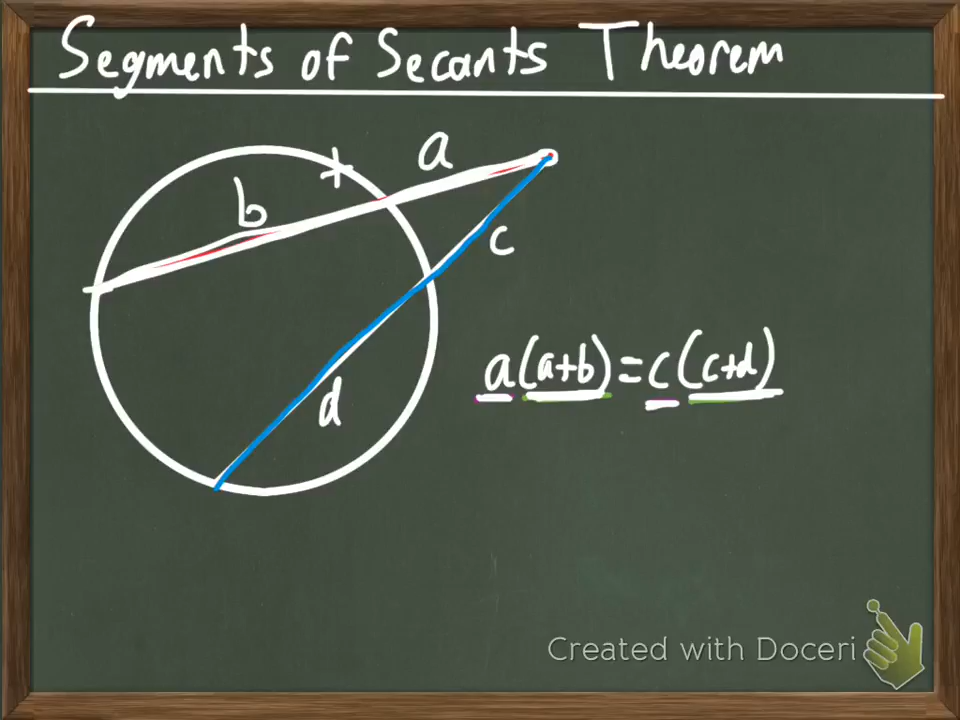 Segments of Secants Theorem
a
b
c
a(a+b)=c(c+d)
d
Created with Doceri